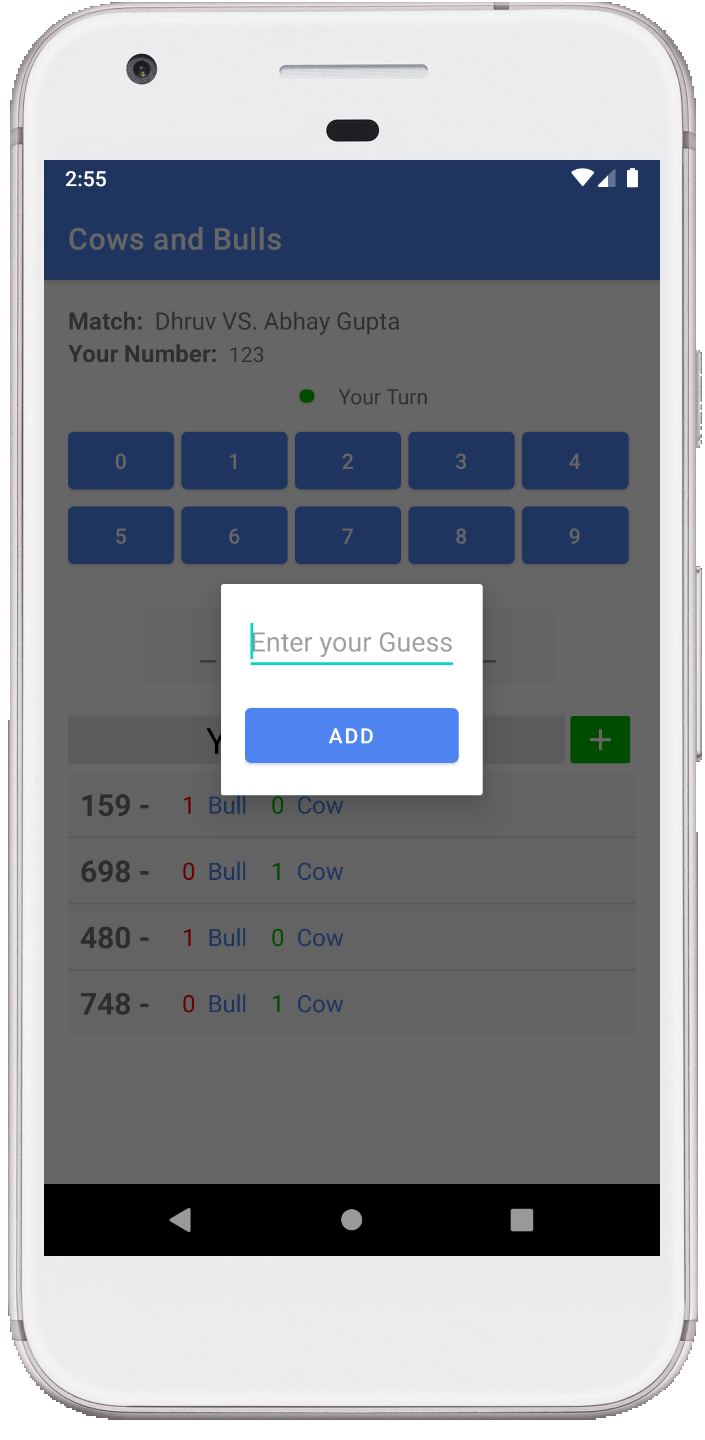 2:55
Cows and Bulls
Match: Dhruv VS. Abhay Gupta
Your Number: 123
Your Turn
0 1 2 3 4
5 6 7 8 9
Enter your Guess
ADD
Y
+
159 - 1 Bull 0 Cow
698 - 0 Bull 1 Cow
480 - 1 Bull 0 Cow
748 - 0 Bull 1 Cow